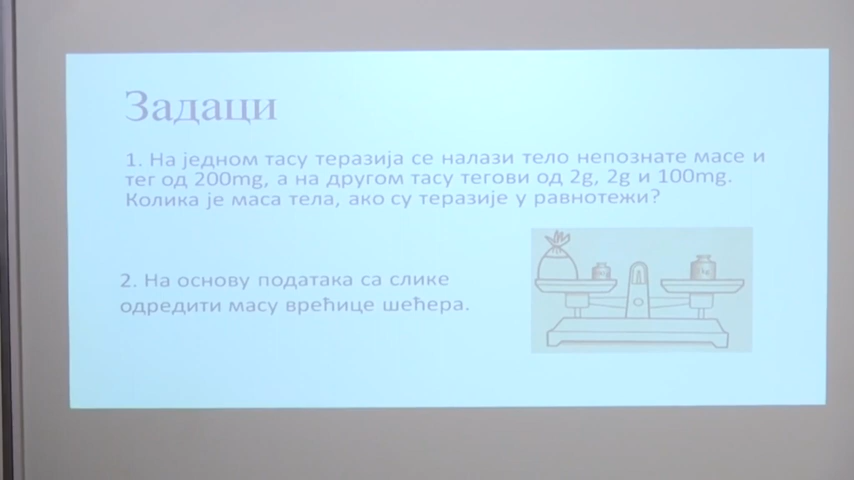 Задаци
1. На једном тасу теразија се налази тело непознате масе и
тег од 200mg, а на другом тасу тегови од 2g, 2g и 100mg.
Колика је маса тела, ако су теразије у равнотежи?
2. На основу података са слике
одредити масу врећице шећера.